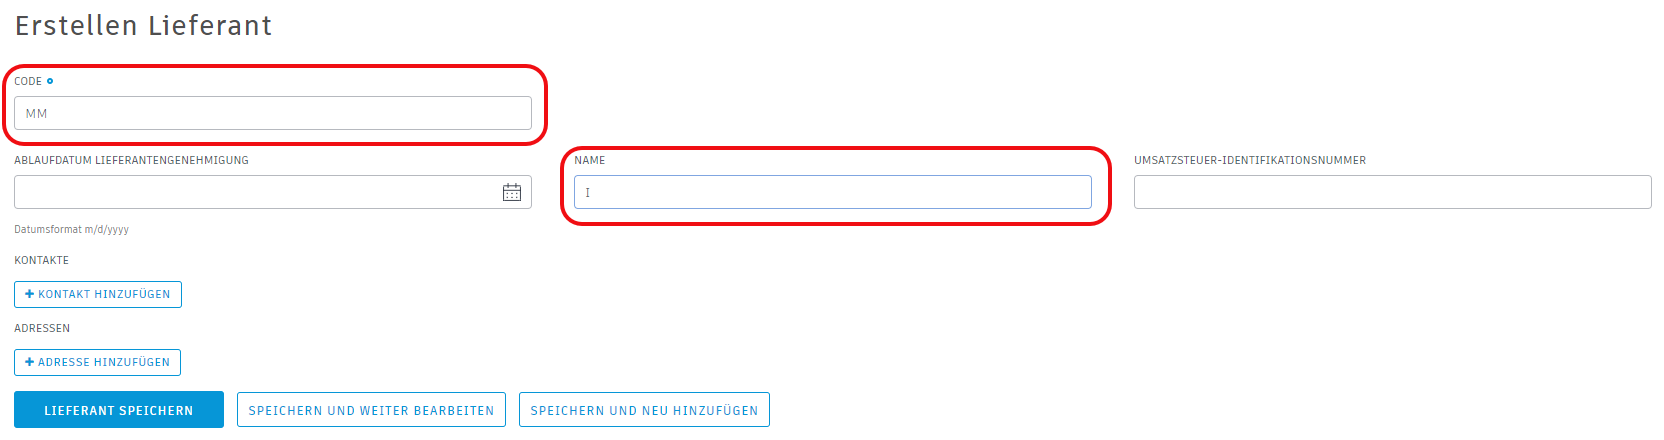 Erstellen Lieferant
CODE
MM
ABLAUFDATUM LIEFERANTENGENEHMIGUNG
NAME
UMSATZSTEUER-IDENTIFIKATIONSNUMMER
I
Datumsformat m/d/yyyy
KONTAKTE
+ KONTAKT HINZUFÜGEN
ADRESSEN
+ ADRESSE HINZUFÜGEN
LIEFERANT SPEICHERN
SPEICHERN UND WEITER BEARBEITEN
SPEICHERN UND NEU HINZUFÜGEN